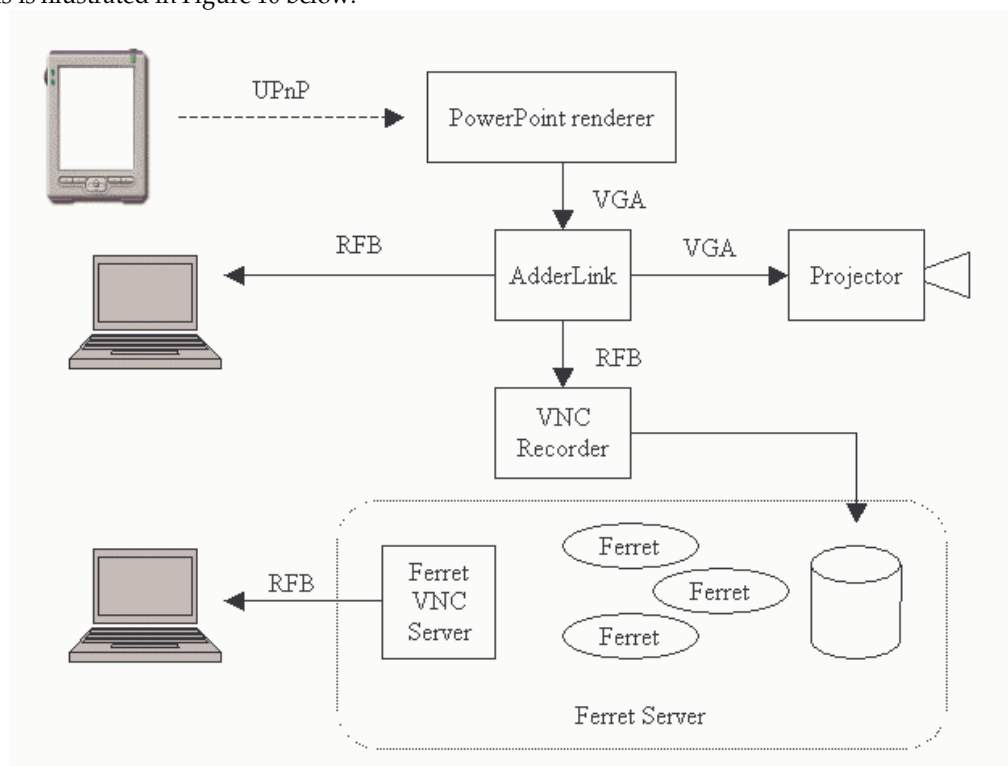 is illustrated in Figure 10 below.
UPnP
PowerPoint renderer
VGA
RFB
AdderLink
VGA
Projector
RFB
VNC
Recorder
Ferret
Ferret
VNC
Server
RFB
Ferret
Ferret
Ferret Server